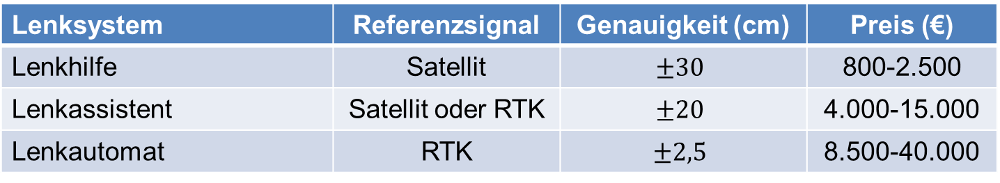 Lenksystem Referenzsignal Genauigkeit (cm) Preis (€)
Lenkhilfe Satellit ±30 800-2.500
Lenkassistent Satellit oder RTK ±20 4.000-15.000
Lenkautomat RTK ±2,5 8.500-40.000